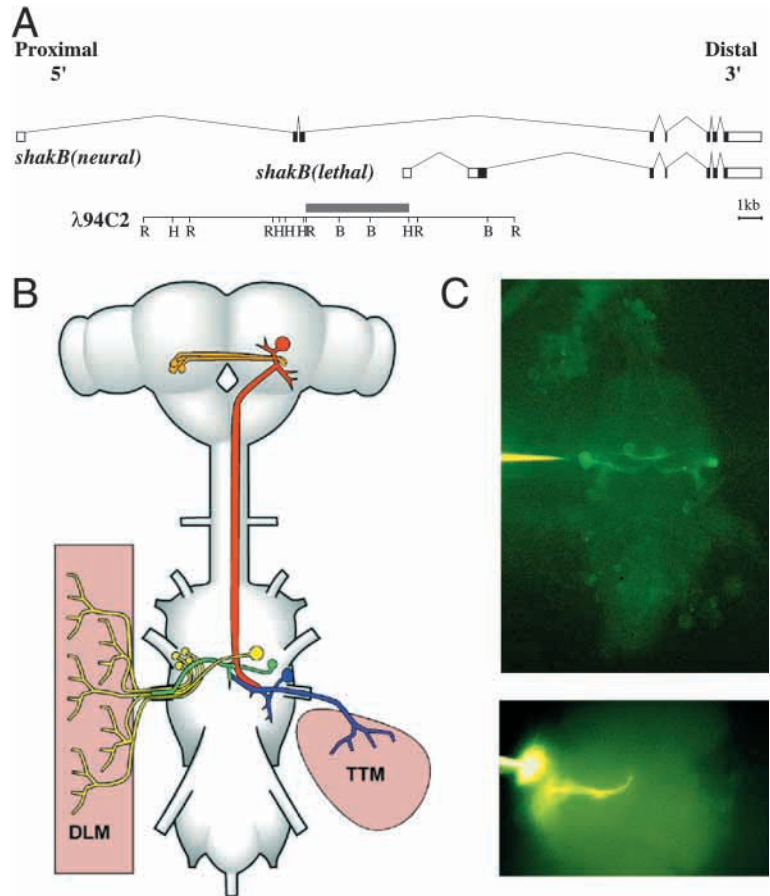 A
Proximal
5'
Distal
3'
shakB(neural)
shakB(lethal)
λ94C2
1kb
R H R RHHHR B B HR B R
B
C
DLM
TTM